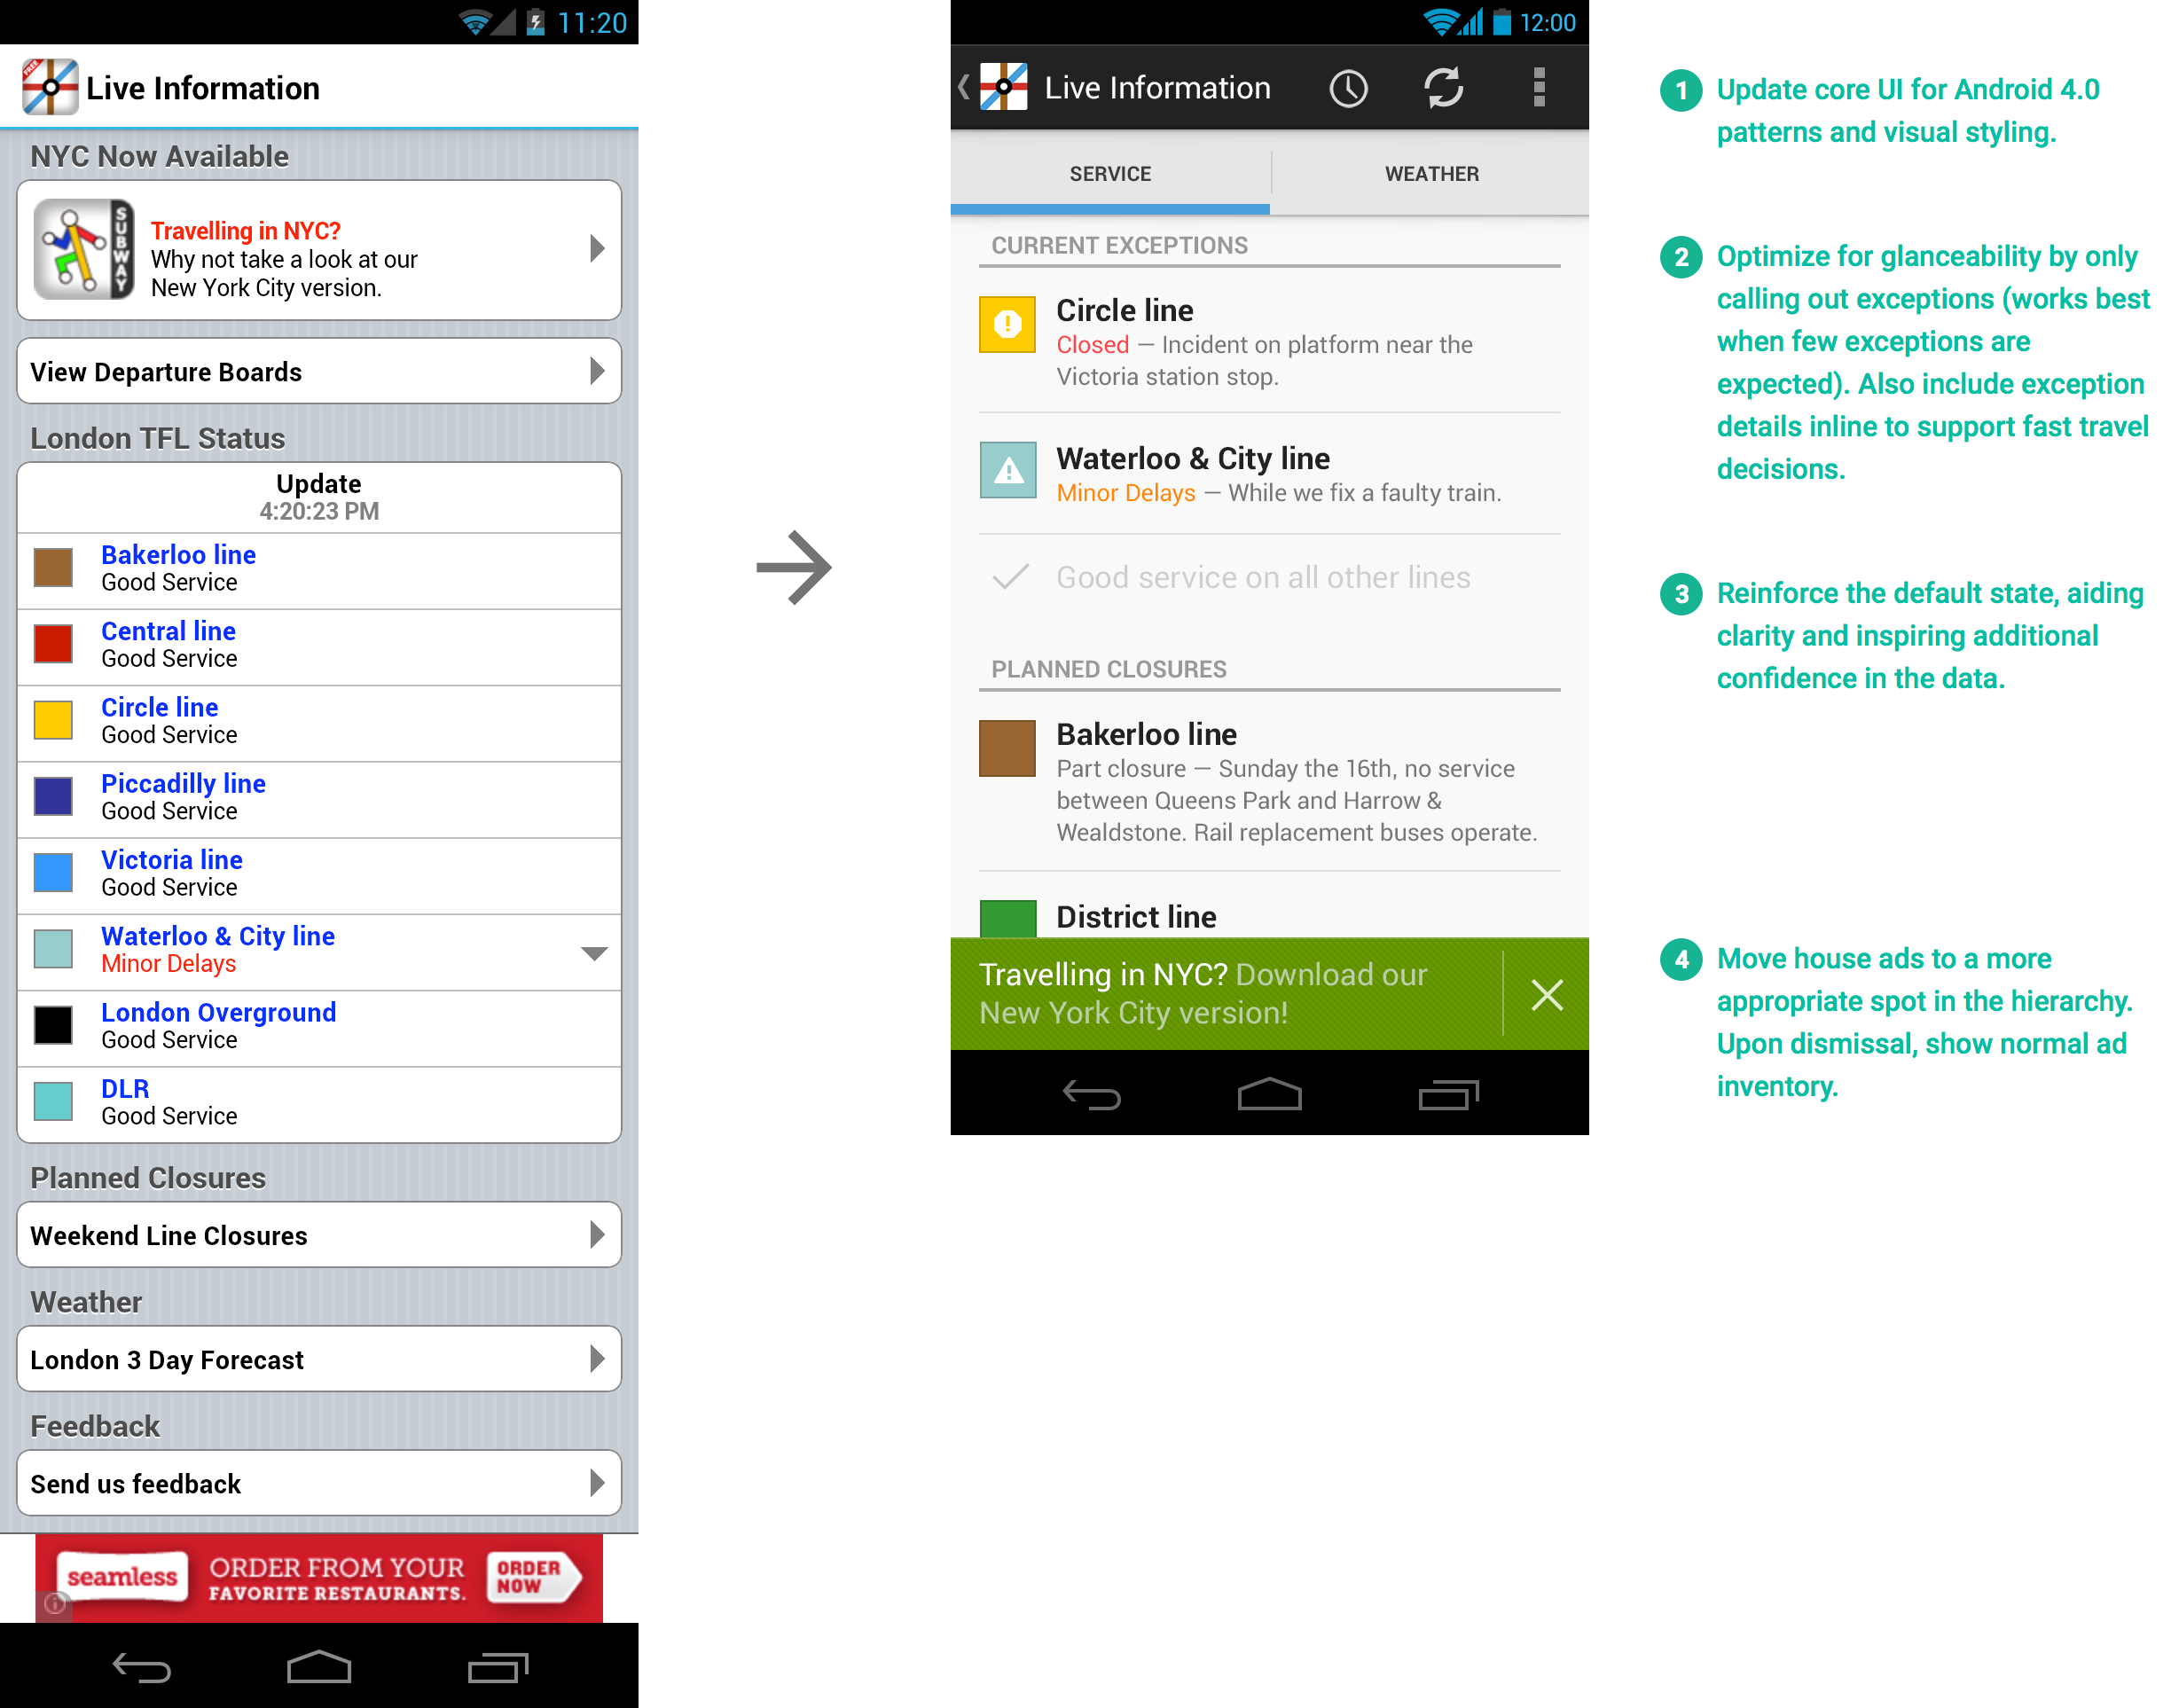 11:20
FREE
Live Information
NYC Now Available
SUBWAY
Travelling in NYC?
Why not take a look at our
New York City version.
View Departure Boards
London TFL Status
Update
4:20:23 PM
Bakerloo line
Good Service
Central line
Good Service
Circle line
Good Service
Piccadilly line
Good Service
Victoria line
Good Service
Waterloo & City line
Minor Delays
London Overground
Good Service
DLR
Good Service
Planned Closures
Weekend Line Closures
Weather
London 3 Day Forecast
Feedback
Send us feedback
seamless
ORDER FROM YOUR
FAVORITE RESTAURANTS.
ORDER
NOW
12:00
Live Information
SERVICE
WEATHER
CURRENT EXCEPTIONS
Circle line
Closed — Incident on platform near the
Victoria station stop.
Waterloo & City line
Minor Delays — While we fix a faulty train.
Good service on all other lines
PLANNED CLOSURES
Bakerloo line
Part closure — Sunday the 16th, no service
between Queens Park and Harrow &
Wealdstone. Rail replacement buses operate.
District line
Travelling in NYC? Download our
New York City version!
1 Update core UI for Android 4.0
patterns and visual styling.
2 Optimize for glanceability by only
calling out exceptions (works best
when few exceptions are
expected). Also include exception
details inline to support fast travel
decisions.
3 Reinforce the default state, aiding
clarity and inspiring additional
confidence in the data.
4 Move house ads to a more
appropriate spot in the hierarchy.
Upon dismissal, show normal ad
inventory.